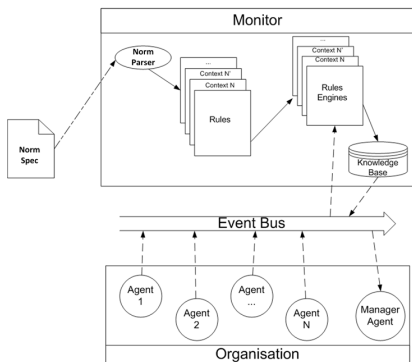 Monitor
Norm
Parser
...
Context N'
Context N
Rules
...
Context N'
Context N
Rules
Engines
Norm
Spec
Knowledge
Base
Event Bus
Agent
1
Agent
2
Agent
...
Agent
N
Manager
Agent
Organisation